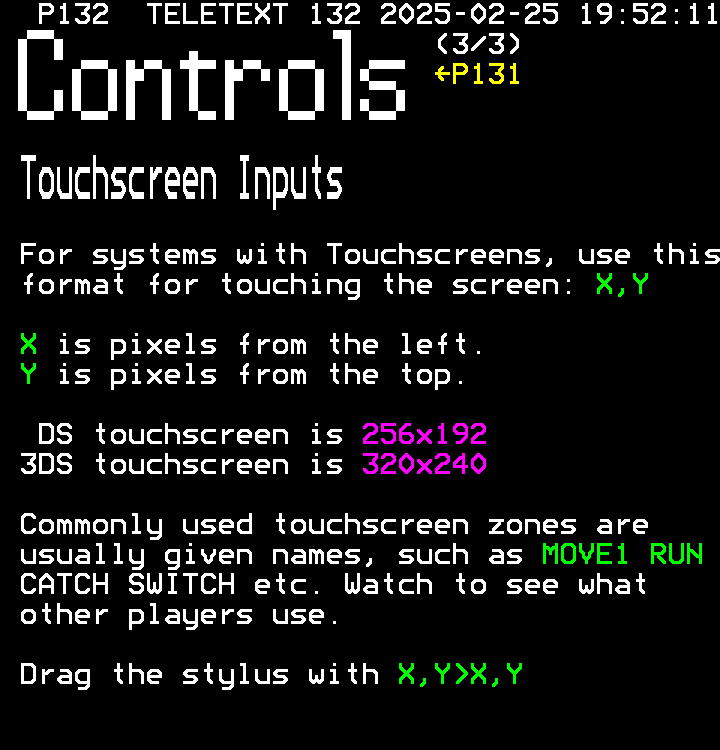 P132 TELETEXT 132 2025-02-25 19:52:11
Controls
(3/3)
←P131
Touchscreen Inputs
For systems with Touchscreens, use this
format for touching the screen: X,Y
X is pixels from the left.
Y is pixels from the top.
DS touchscreen is 256x192
3DS touchscreen is 320x240
Commonly used touchscreen zones are
usually given names, such as MOVE1 RUN
CATCH SWITCH etc. Watch to see what
other players use.
Drag the stylus with X,Y>X,Y